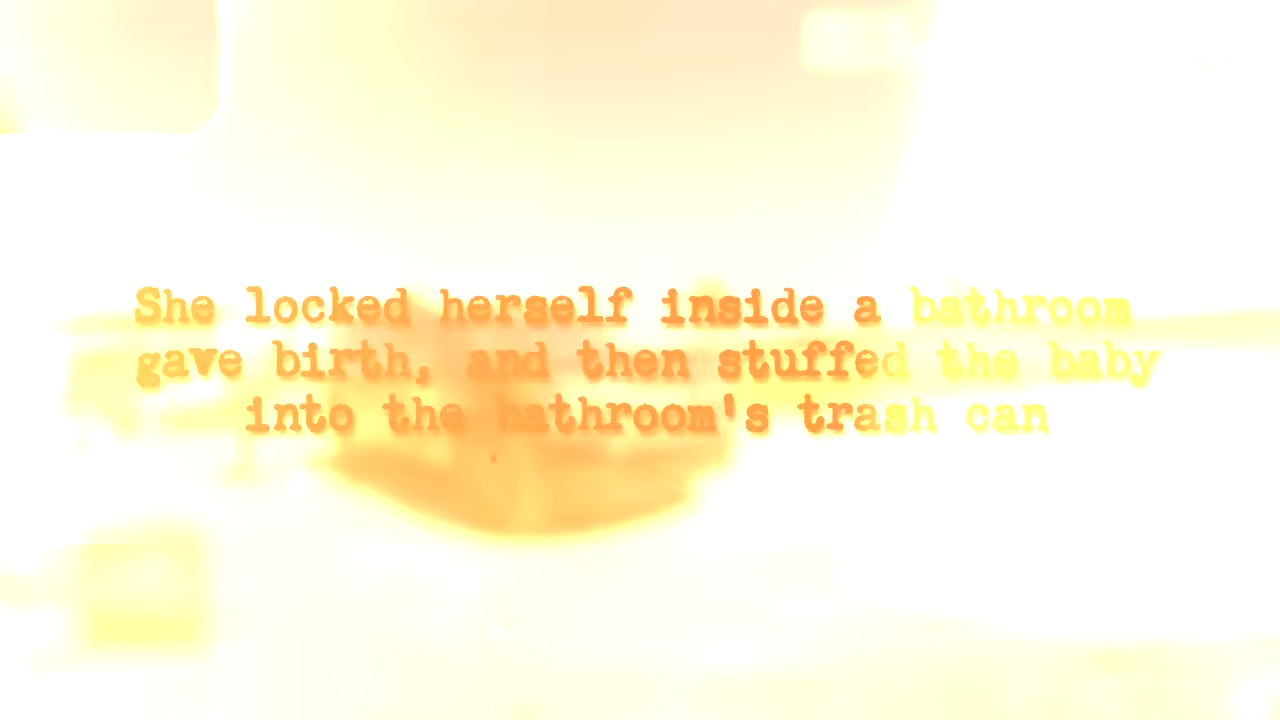 She locked herself inside a bathroom
gave birth, and then stuffed the baby
into the bathroom's trash can